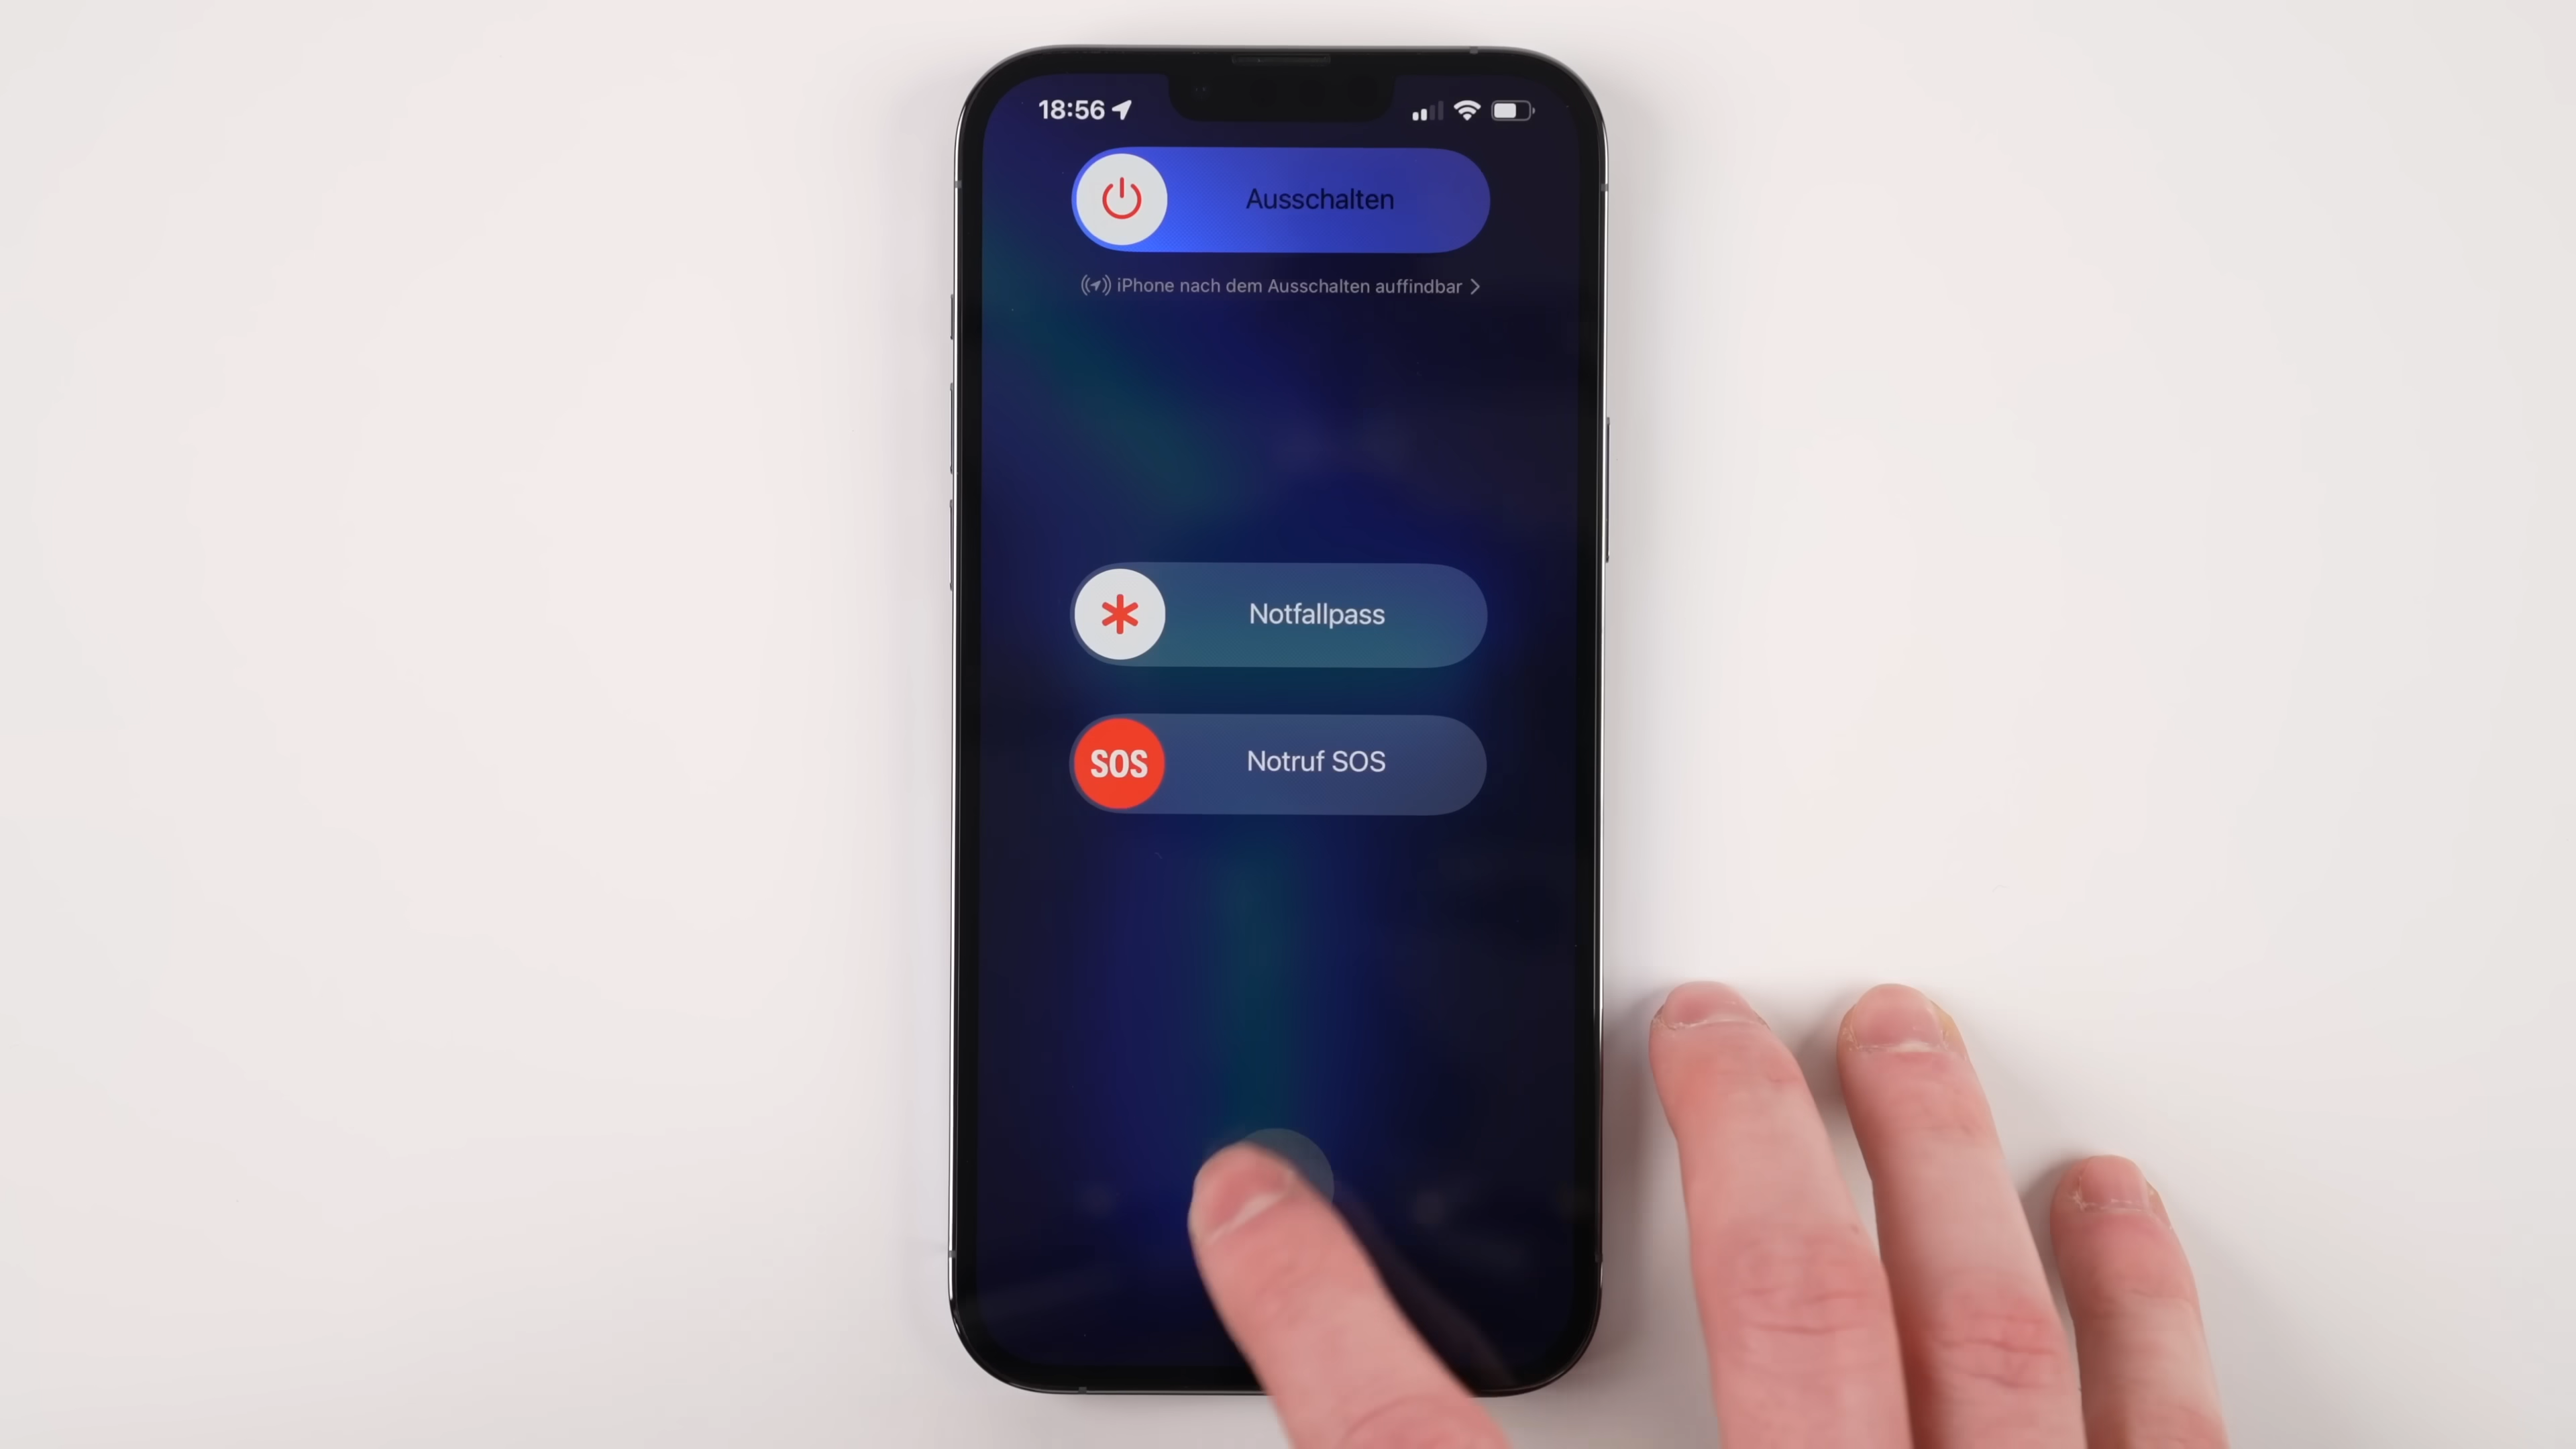 18:56
Ausschalten
iPhone nach dem Ausschalten auffindbar
Notfallpass
SOS Notruf SOS